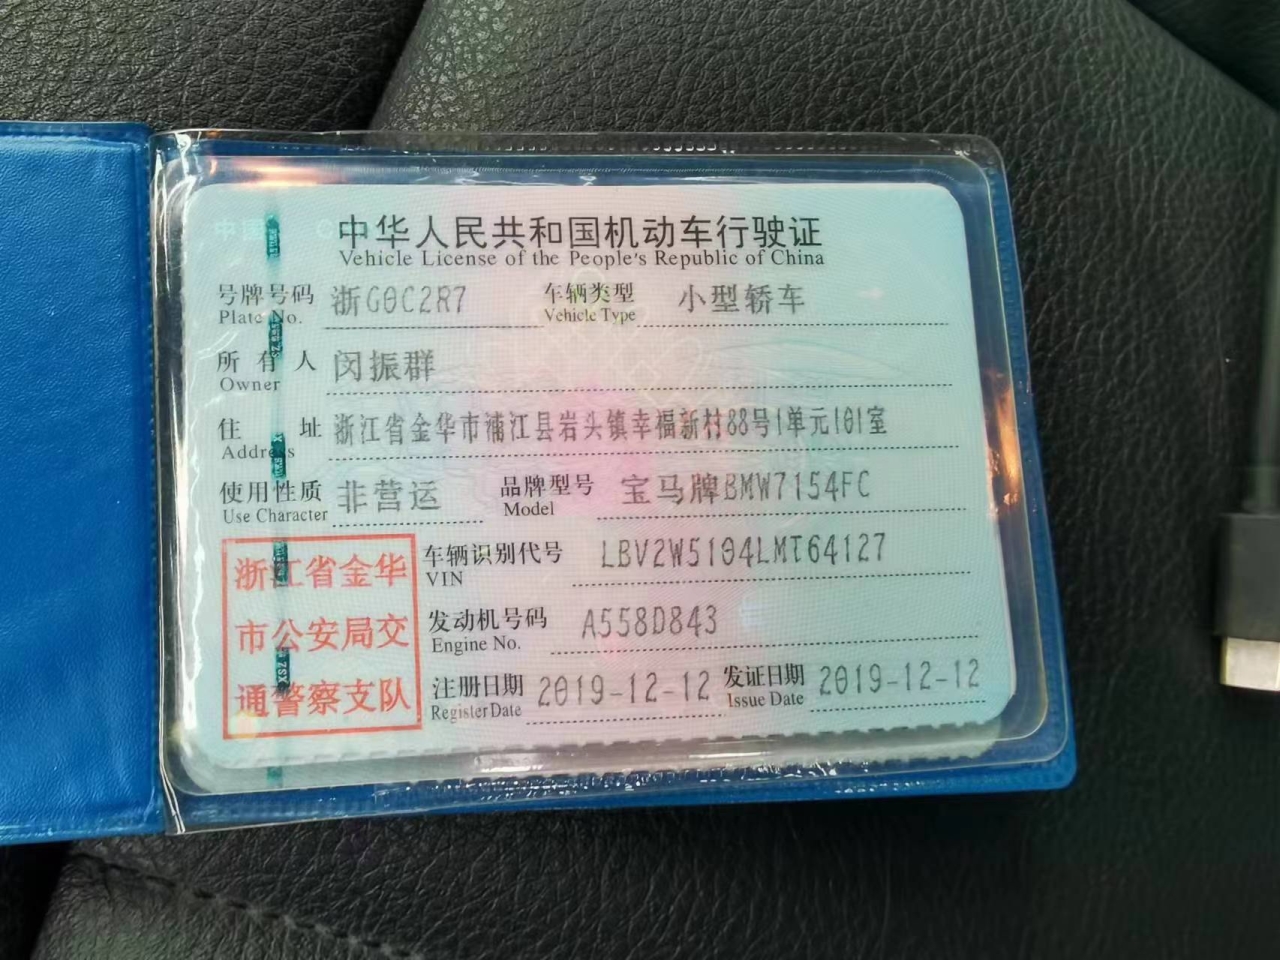 中华人民共和国机动车行驶证
Vehicle License of the People's Republic of China
号牌号码 浙G0C2R7 车辆类型 小型轿车
Plate No. Vehicle Type
所有人 闵振群
Owner
住址 浙江省金华市浦江县岩头镇幸福新村88号1单元101室
Address
使用性质 非营运 品牌型号 宝马牌BMW7154FC
Use Character Model
车辆识别代号 LBV2W5104LMT64127
VIN
发动机号码 A558D843
Engine No.
注册日期 2019-12-12 发证日期 2019-12-12
Register Date Issue Date
浙江省金华
市公安局交
通警察支队